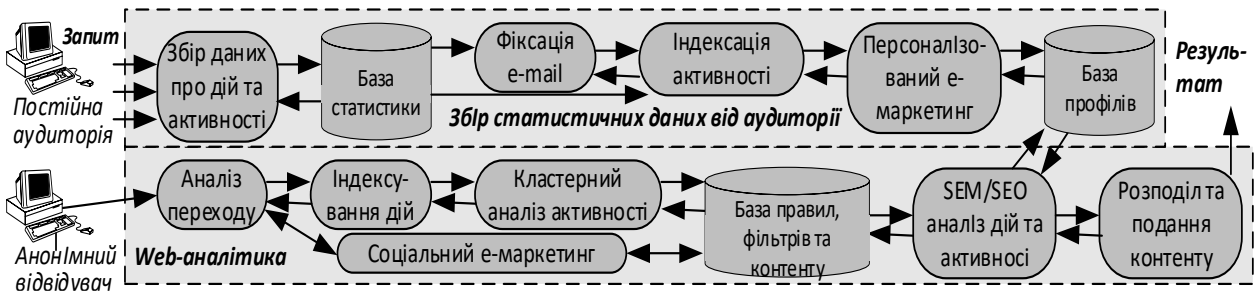 Запит
Постійна
аудиторія
Збір даних
про дій та
активності
База
статистики
Фіксація
e-mail
Індексація
активності
ПерсоналІзо-
ваний е-
маркетинг
База
профілів
Резуль-
тат
ЗбІр статистичних даних від аудиторії
АнонІмний
відвідувач
Аналіз
переходу
Індексу-
вання дій
Кластерний
аналіз активності
Соціальний е-маркетинг
Web-аналітика
База правил,
фільтрів та
контенту
SEM/SEO
аналІз дій та
активносі
Розподіл та
подання
контенту